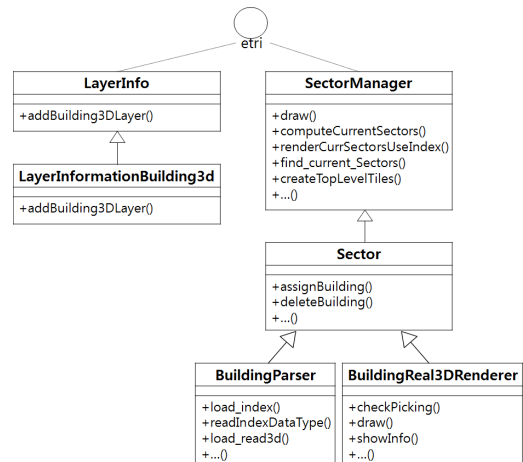 etri
LayerInfo
+addBuilding3DLayer()
LayerInformationBuilding3d
+addBuilding3DLayer()
SectorManager
+draw()
+computeCurrentSectors()
+renderCurrSectorsUseIndex()
+find_current_Sectors()
+createTopLevelTiles()
+...()
Sector
+assignBuilding()
+deleteBuilding()
+...()
BuildingParser
+load_index()
+readIndexDataType()
+load_read3d()
+...()
BuildingReal3DRenderer
+checkPicking()
+draw()
+showInfo()
+...()